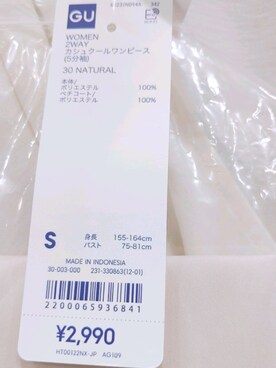 GU
WOMEN
2WAY
カシュクールワンピース
(5分袖)
30 NATURAL
本体/
ポリエステル 100%
ペチコート/
ポリエステル 100%
S 身長 155-164cm
バスト 75-81cm
MADE IN INDONESIA
30-003-000 231-330863(12-01)
2200065936841
¥2,990
HT00122NX-JP AG109